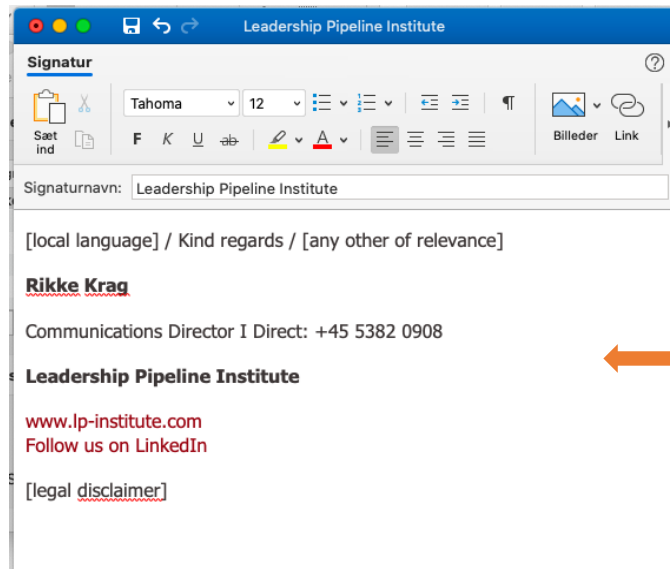 Leadership Pipeline Institute
Signatur
Tahoma
12
Sæt
ind
F K U ab A
Billeder
Link
Signaturnavn: Leadership Pipeline Institute
[local language] / Kind regards / [any other of relevance]
Rikke Krag
Communications Director I Direct: +45 5382 0908
Leadership Pipeline Institute
www.lp-institute.com
Follow us on LinkedIn
[legal disclaimer]